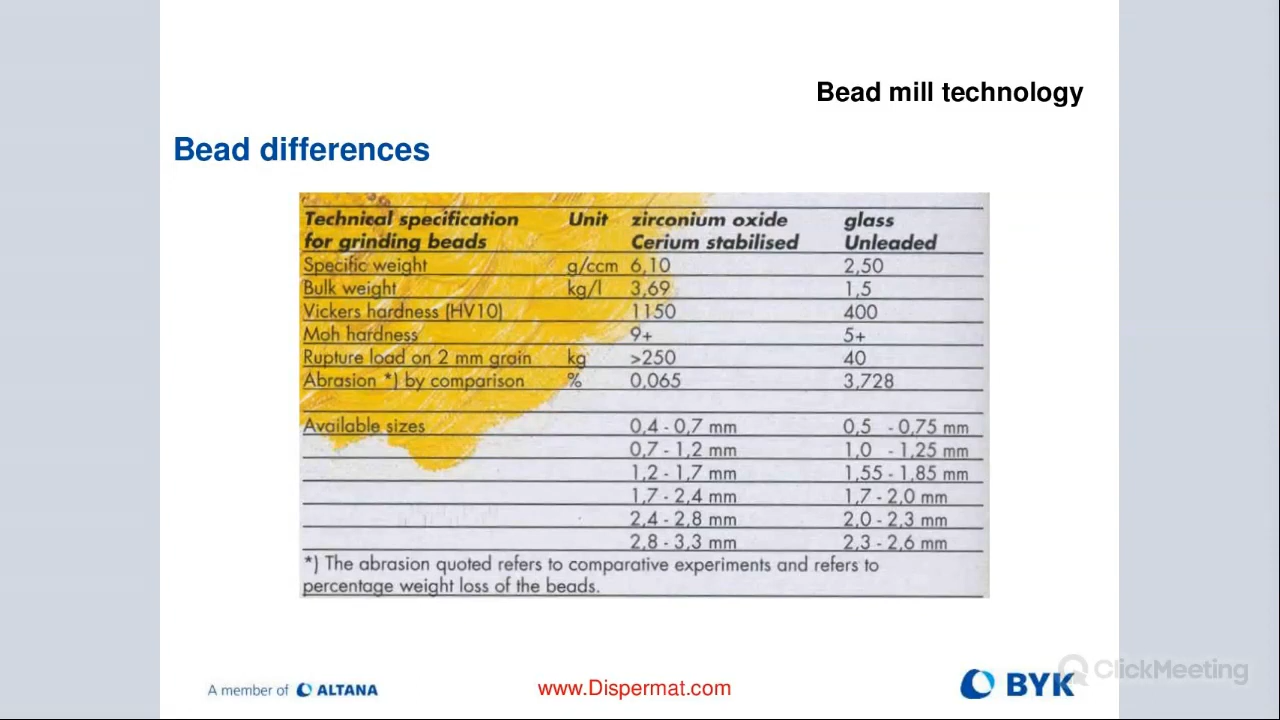 Bead mill technology
Bead differences
Technical specification Unit zirconium oxide glass
for grinding beads Cerium stabilised Unleaded
Specific weight g/ccm 6,10 2,50
Bulk weight kg/l 3,69 1,5
Vickers hardness (HV10) 1150 400
Moh hardness 9+ 5+
Rupture load on 2 mm grain kg >250 40
Abrasion *) by comparison % 0,065 3,728
Available sizes 0,4 - 0,7 mm 0,5 - 0,75 mm
0,7 - 1,2 mm 1,0 - 1,25 mm
1,2 - 1,7 mm 1,55 - 1,85 mm
1,7 - 2,4 mm 1,7 - 2,0 mm
2,4 - 2,8 mm 2,0 - 2,3 mm
2,8 - 3,3 mm 2,3 - 2,6 mm
*) The abrasion quoted refers to comparative experiments and refers to
percentage weight loss of the beads.
A member of ALTANA www.Dispermat.com BYK
ClickMeeting